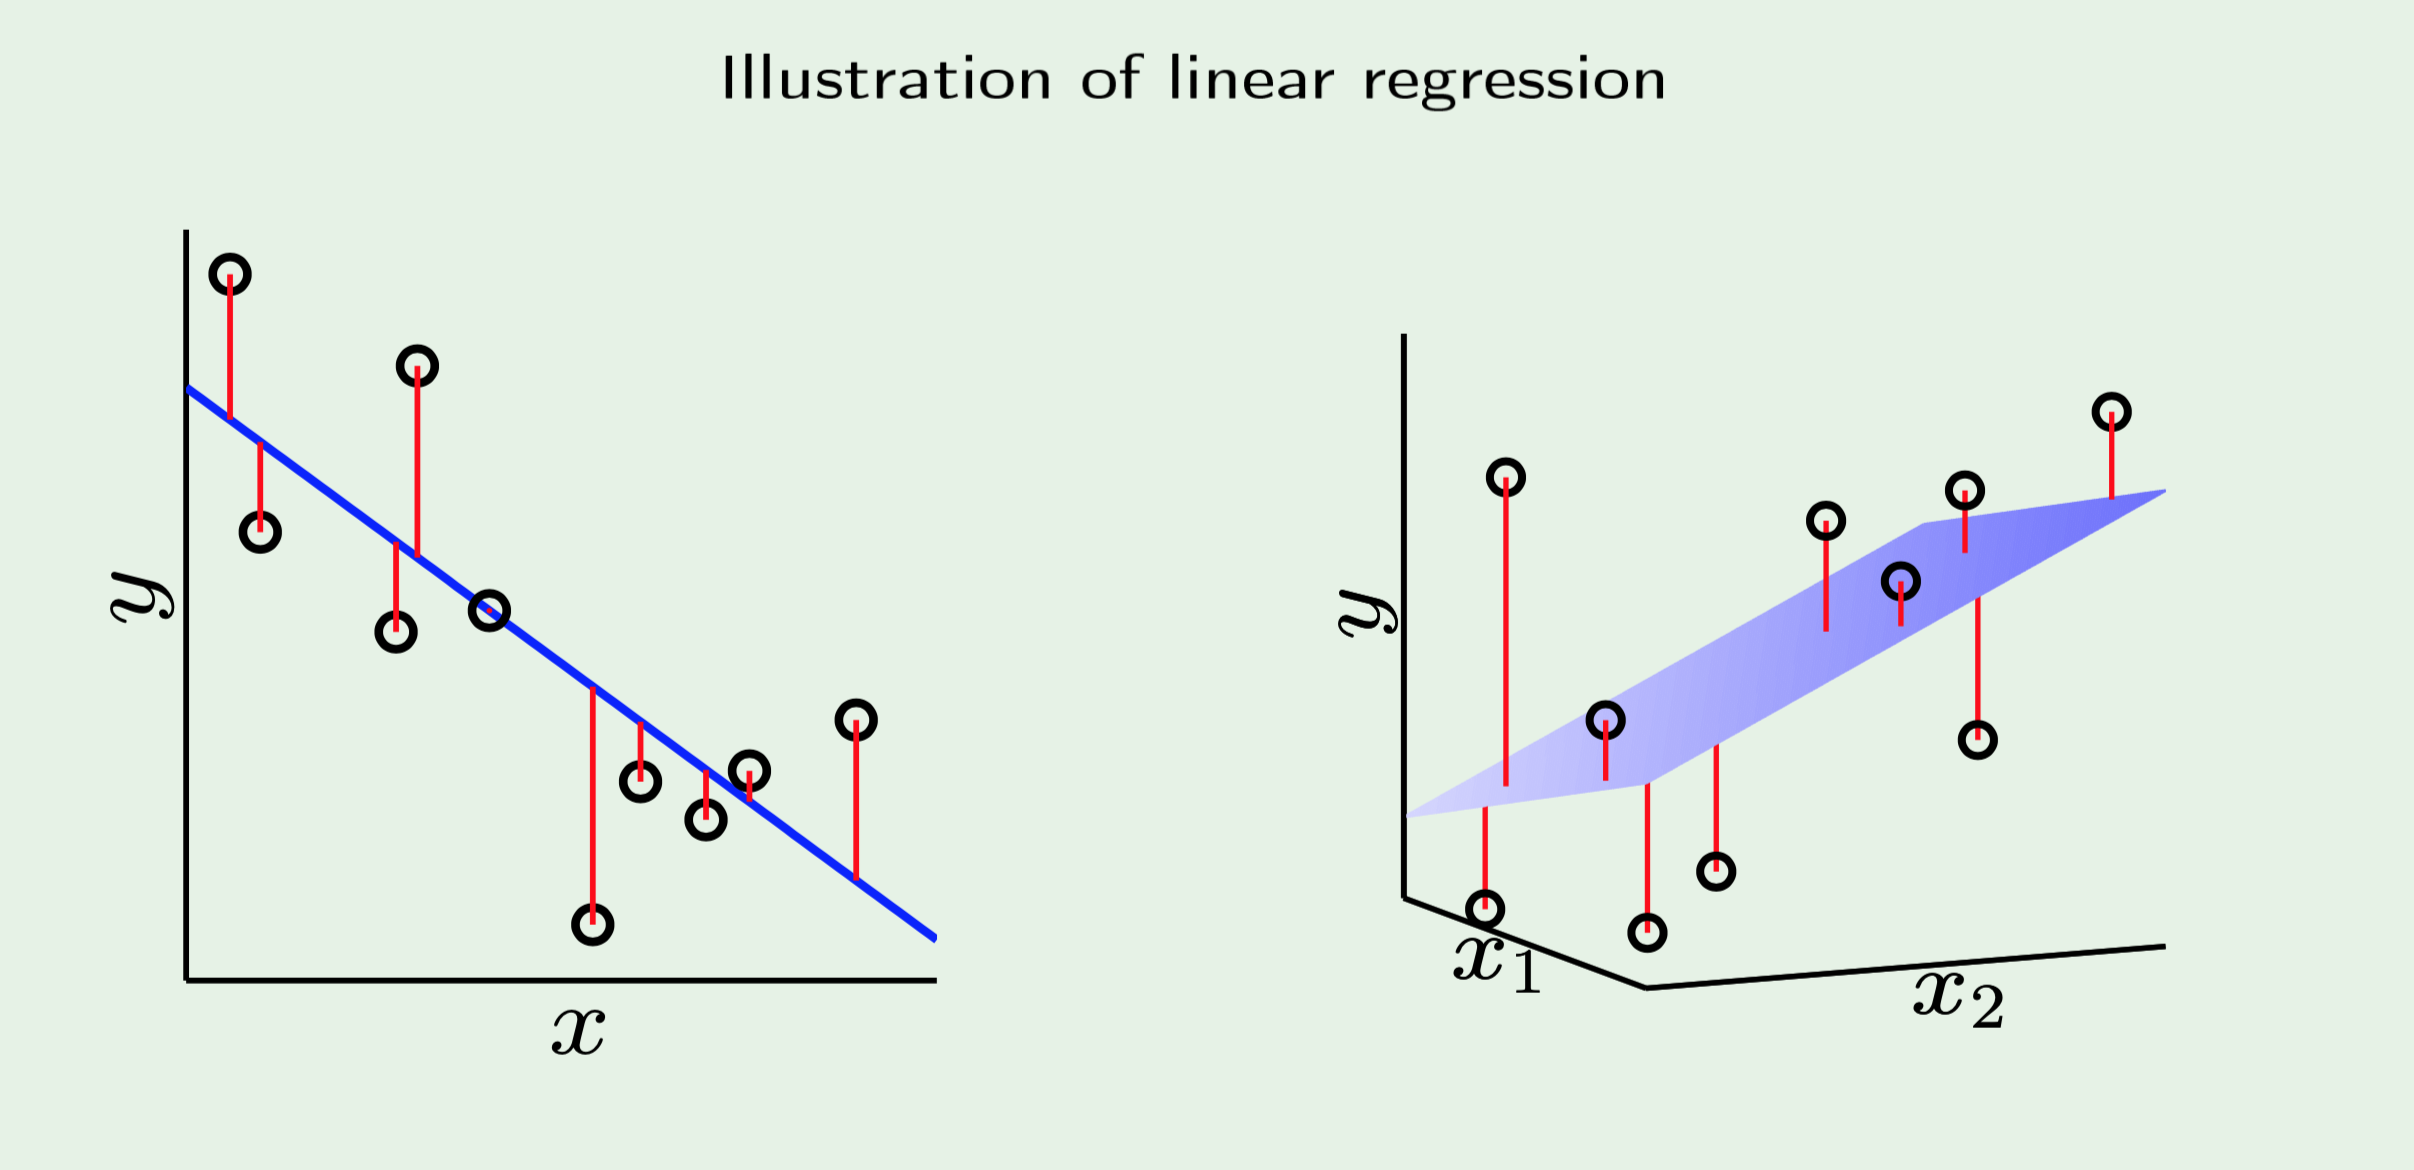 Illustration of linear regression
y
x
y
x₁
x₂